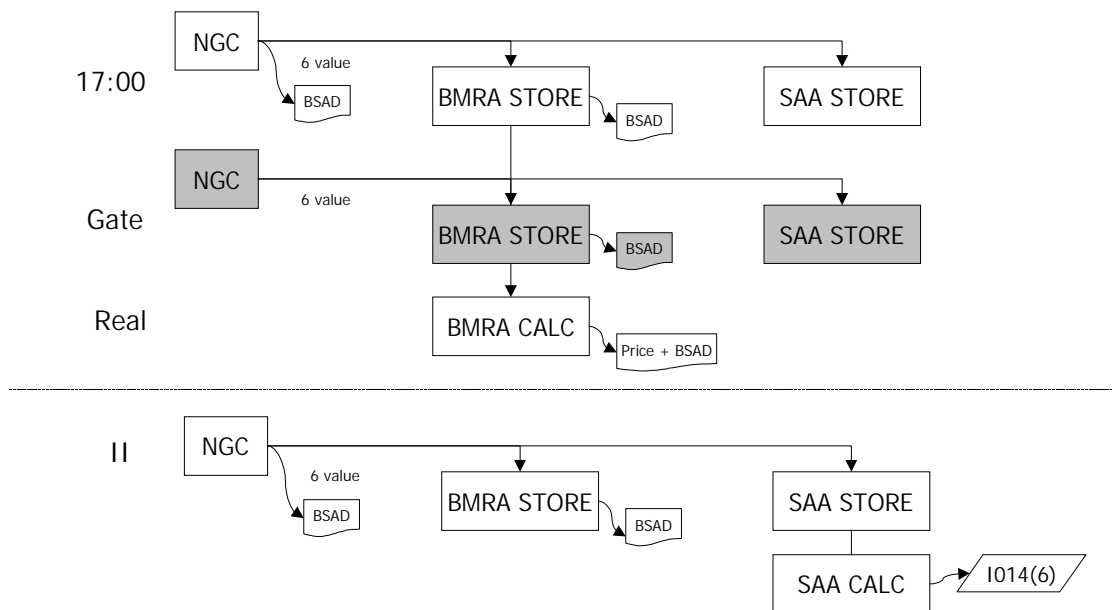 NGC
17:00
6 value
BSAD
BMRA STORE
BSAD
SAA STORE
NGC
Gate
6 value
BMRA STORE
BSAD
SAA STORE
Real
BMRA CALC
Price + BSAD
II
NGC
6 value
BSAD
BMRA STORE
BSAD
SAA STORE
SAA CALC
I014(6)